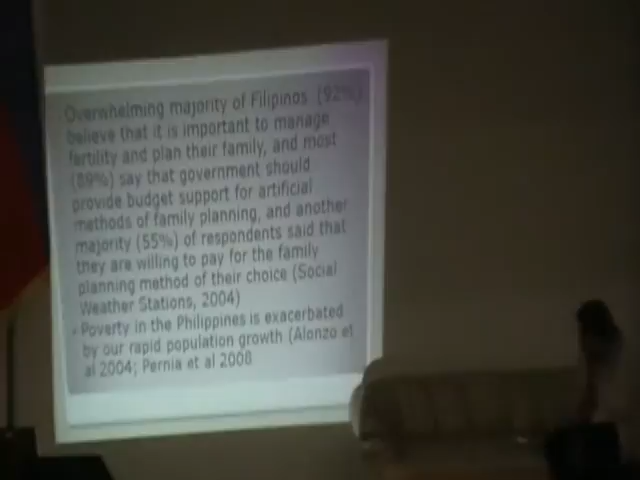 Overwhelming majority of Filipinos (92%)
believe that it is important to manage
fertility and plan their family, and most
(89%) say that government should
provide budget support for artificial
methods of family planning, and another
majority (55%) of respondents said that
they are willing to pay for the family
planning method of their choice (Social
Weather Stations, 2004)
Poverty in the Philippines is exacerbated
by our rapid population growth (Alonzo et
al 2004; Pernia et al 2008